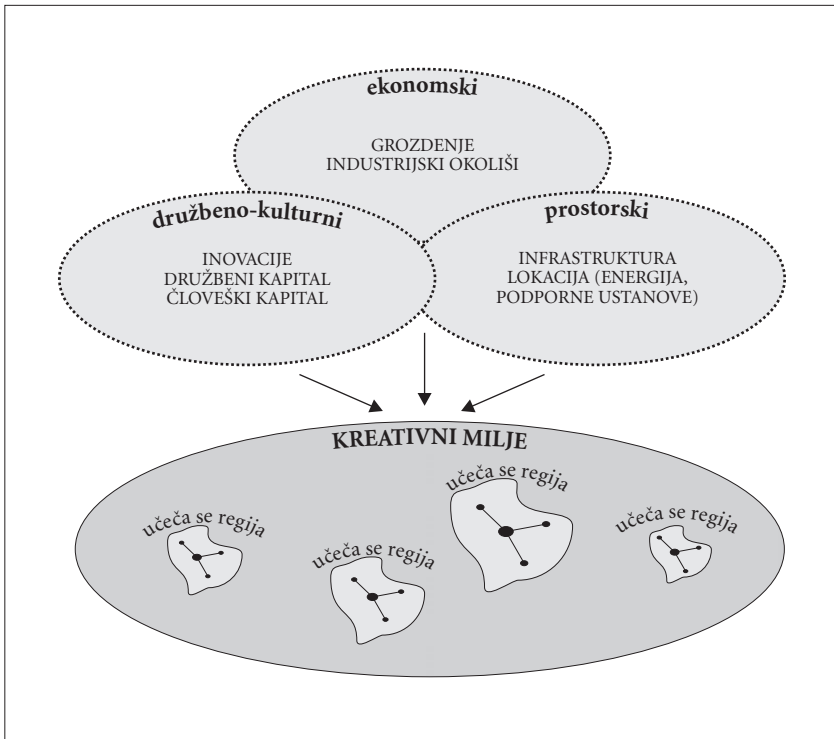 ekonomski
GROZDENJE
INDUSTRIJSKI OKOLIŠI
družbeno-kulturni
INOVACIJE
DRUŽBENI KAPITAL
ČLOVEŠKI KAPITAL
prostorski
INFRASTRUKTURA
LOKACIJA (ENERGIJA,
PODPORNE USTANOVE)
KREATIVNI MILJE
učeča se regija
učeča se regija
učeča se regija
učeča se regija